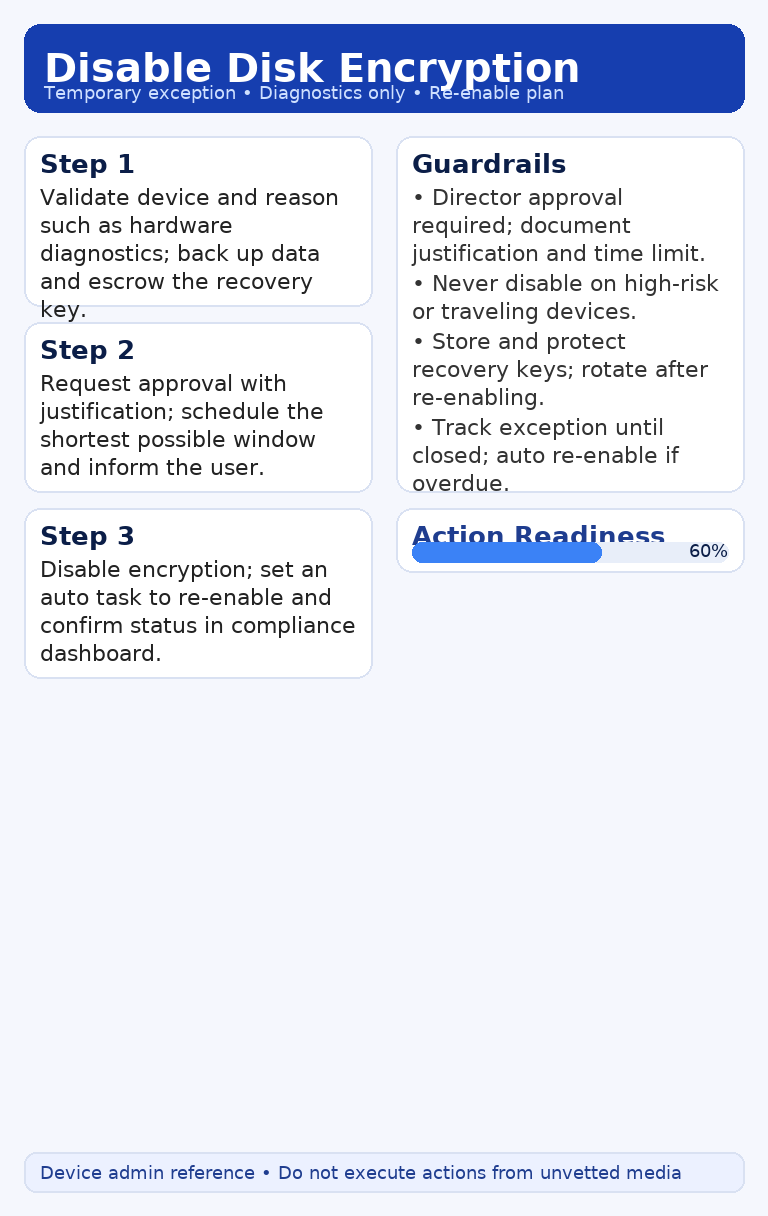 Disable Disk Encryption
Temporary exception • Diagnostics only • Re-enable plan
Step 1
Validate device and reason
such as hardware
diagnostics; back up data
and escrow the recovery
key.
Step 2
Request approval with
justification; schedule the
shortest possible window
and inform the user.
Step 3
Disable encryption; set an
auto task to re-enable and
confirm status in compliance
dashboard.
Guardrails
• Director approval
required; document
justification and time limit.
• Never disable on high-risk
or traveling devices.
• Store and protect
recovery keys; rotate after
re-enabling.
• Track exception until
closed; auto re-enable if
overdue.
Action Readiness
60%
Device admin reference • Do not execute actions from unvetted media